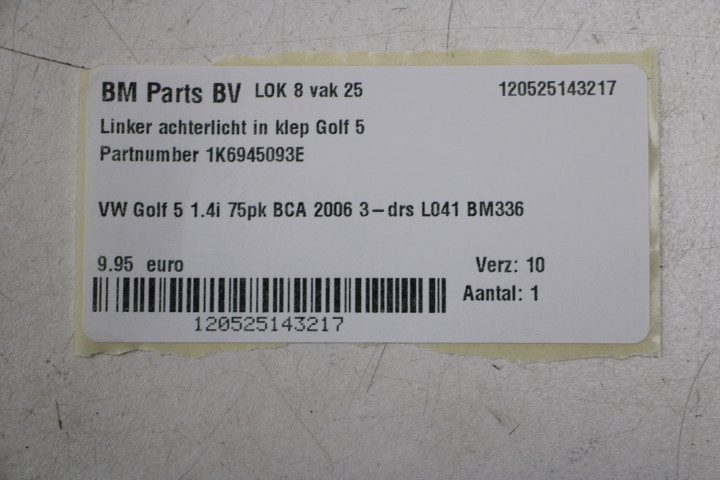 BM Parts BV LOK 8 vak 25 120525143217
Linker achterlicht in klep Golf 5
Partnumber 1K6945093E
VW Golf 5 1.4i 75pk BCA 2006 3-drs L041 BM336
9.95 euro Verz: 10
Aantal: 1
120525143217